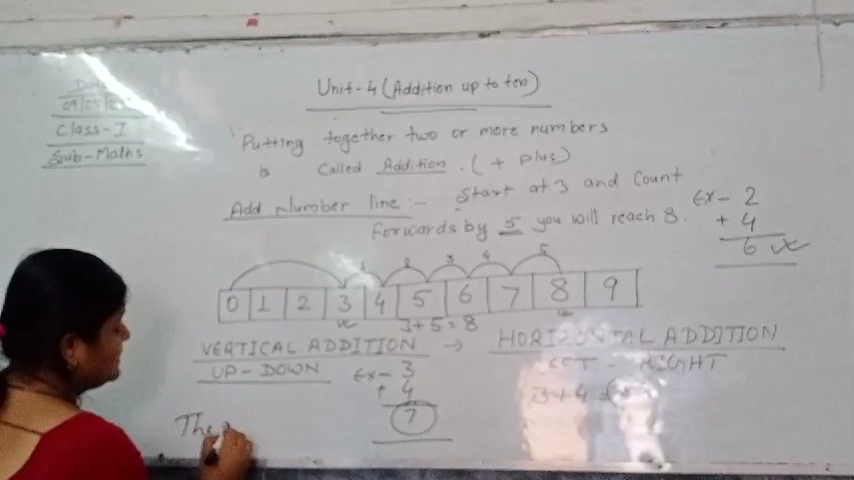 Unit-4 (Addition up to ten)
09/05/
Class-I
Sub-Maths
Putting together two or more numbers
is Called Addition. (+ plus)
Add Number line :- Start at 3 and Count
forwards by 5 you will reach 8.
Ex- 2
+ 4
6
1 2 3 4 5
0 1 2 3 4 5 6 7 8 9
3+5=8
VERTICAL ADDITION → HORIZONTAL ADDITION
UP-DOWN
- RIGHT
Ex- 3
+ 4
7
3+4=
The